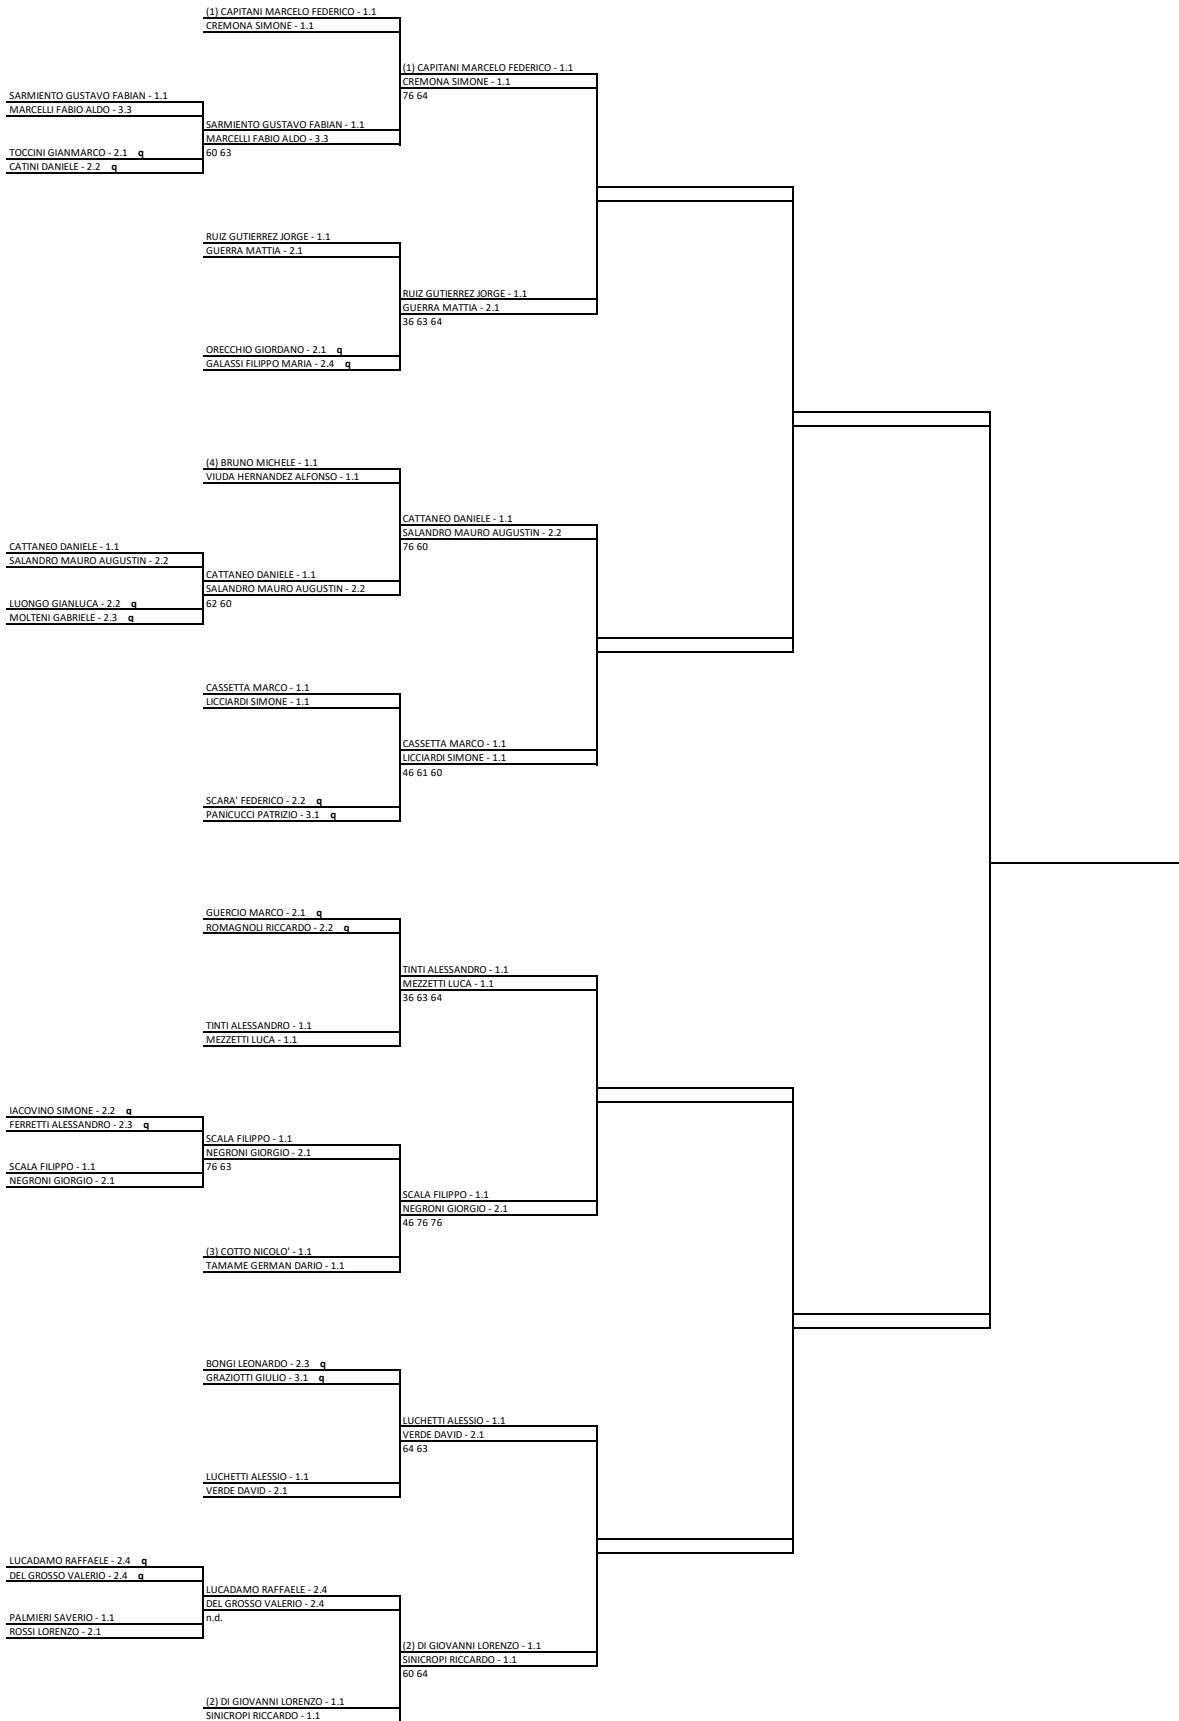 (1) CAPITANI MARCELO FEDERICO - 1.1
CREMONA SIMONE - 1.1
(1) CAPITANI MARCELO FEDERICO - 1.1
CREMONA SIMONE - 1.1
76 64
SARMIENTO GUSTAVO FABIAN - 1.1
MARCELLI FABIO ALDO - 3.3
SARMIENTO GUSTAVO FABIAN - 1.1
MARCELLI FABIO ALDO - 3.3
60 63
TOCCINI GIANMARCO - 2.1 q
CATINI DANIELE - 2.2 q
RUIZ GUTIERREZ JORGE - 1.1
GUERRA MATTIA - 2.1
RUIZ GUTIERREZ JORGE - 1.1
GUERRA MATTIA - 2.1
36 63 64
ORECCHIO GIORDANO - 2.1 q
GALASSI FILIPPO MARIA - 2.4 q
(4) BRUNO MICHELE - 1.1
VIUDA HERNANDEZ ALFONSO - 1.1
CATTANEO DANIELE - 1.1
SALANDRO MAURO AUGUSTIN - 2.2
76 60
CATTANEO DANIELE - 1.1
SALANDRO MAURO AUGUSTIN - 2.2
CATTANEO DANIELE - 1.1
SALANDRO MAURO AUGUSTIN - 2.2
62 60
LUONGO GIANLUCA - 2.2 q
MOLTENI GABRIELE - 2.3 q
CASSETTA MARCO - 1.1
LICCIARDI SIMONE - 1.1
CASSETTA MARCO - 1.1
LICCIARDI SIMONE - 1.1
46 61 60
SCARA' FEDERICO - 2.2 q
PANICUCCI PATRIZIO - 3.1 q
GUERCIO MARCO - 2.1 q
ROMAGNOLI RICCARDO - 2.2 q
TINTI ALESSANDRO - 1.1
MEZZETTI LUCA - 1.1
36 63 64
TINTI ALESSANDRO - 1.1
MEZZETTI LUCA - 1.1
IACOVINO SIMONE - 2.2 q
FERRETTI ALESSANDRO - 2.3 q
SCALA FILIPPO - 1.1
NEGRONI GIORGIO - 2.1
76 63
SCALA FILIPPO - 1.1
NEGRONI GIORGIO - 2.1
SCALA FILIPPO - 1.1
NEGRONI GIORGIO - 2.1
46 76 76
(3) COTTO NICOLO' - 1.1
TAMAME GERMAN DARIO - 1.1
BONGI LEONARDO - 2.3 q
GRAZIOTTI GIULIO - 3.1 q
LUCHETTI ALESSIO - 1.1
VERDE DAVID - 2.1
64 63
LUCHETTI ALESSIO - 1.1
VERDE DAVID - 2.1
LUCADAMO RAFFAELE - 2.4 q
DEL GROSSO VALERIO - 2.4 q
LUCADAMO RAFFAELE - 2.4
DEL GROSSO VALERIO - 2.4
n.d.
PALMIERI SAVERIO - 1.1
ROSSI LORENZO - 2.1
(2) DI GIOVANNI LORENZO - 1.1
SINICROPI RICCARDO - 1.1
60 64
(2) DI GIOVANNI LORENZO - 1.1
SINICROPI RICCARDO - 1.1